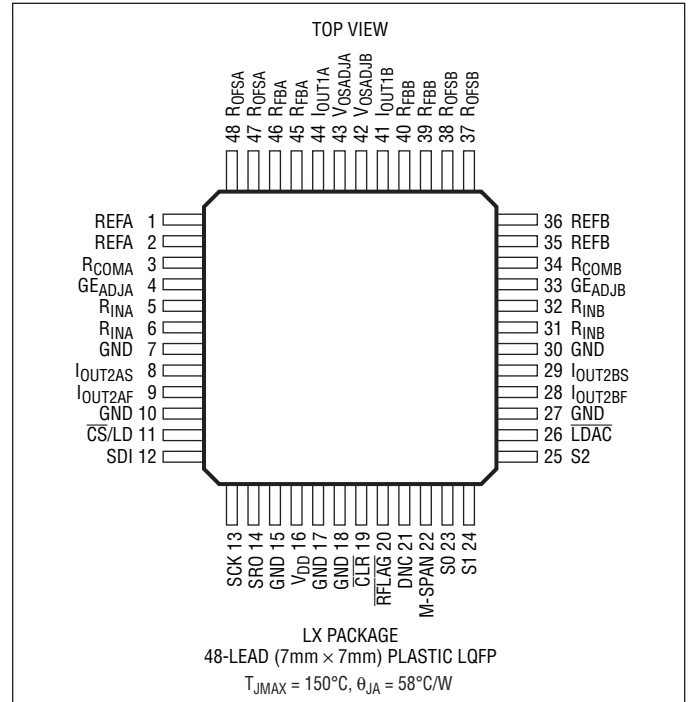 TOP VIEW
48 ROFSA
47 ROFSA
46 RFBA
45 RFBA
44 IOUT1A
43 VOSADJA
42 VOSADJB
41 IOUT1B
40 RFBB
39 RFBB
38 ROFSB
37 ROFSB
REFA 1
REFA 2
RCOMA 3
GEADJA 4
RINA 5
RINA 6
GND 7
IOUT2AS 8
IOUT2AF 9
GND 10
C̅S̅/LD 11
SDI 12
36 REFB
35 REFB
34 RCOMB
33 GEADJB
32 RINB
31 RINB
30 GND
29 IOUT2BS
28 IOUT2BF
27 GND
26 L̅D̅A̅C̅
25 S2
SCK 13
SRO 14
GND 15
VDD 16
GND 17
GND 18
C̅L̅R̅ 19
R̅F̅L̅A̅G̅ 20
DNC 21
M-SPAN 22
S0 23
S1 24
LX PACKAGE
48-LEAD (7mm × 7mm) PLASTIC LQFP
TJMAX = 150°C, θJA = 58°C/W